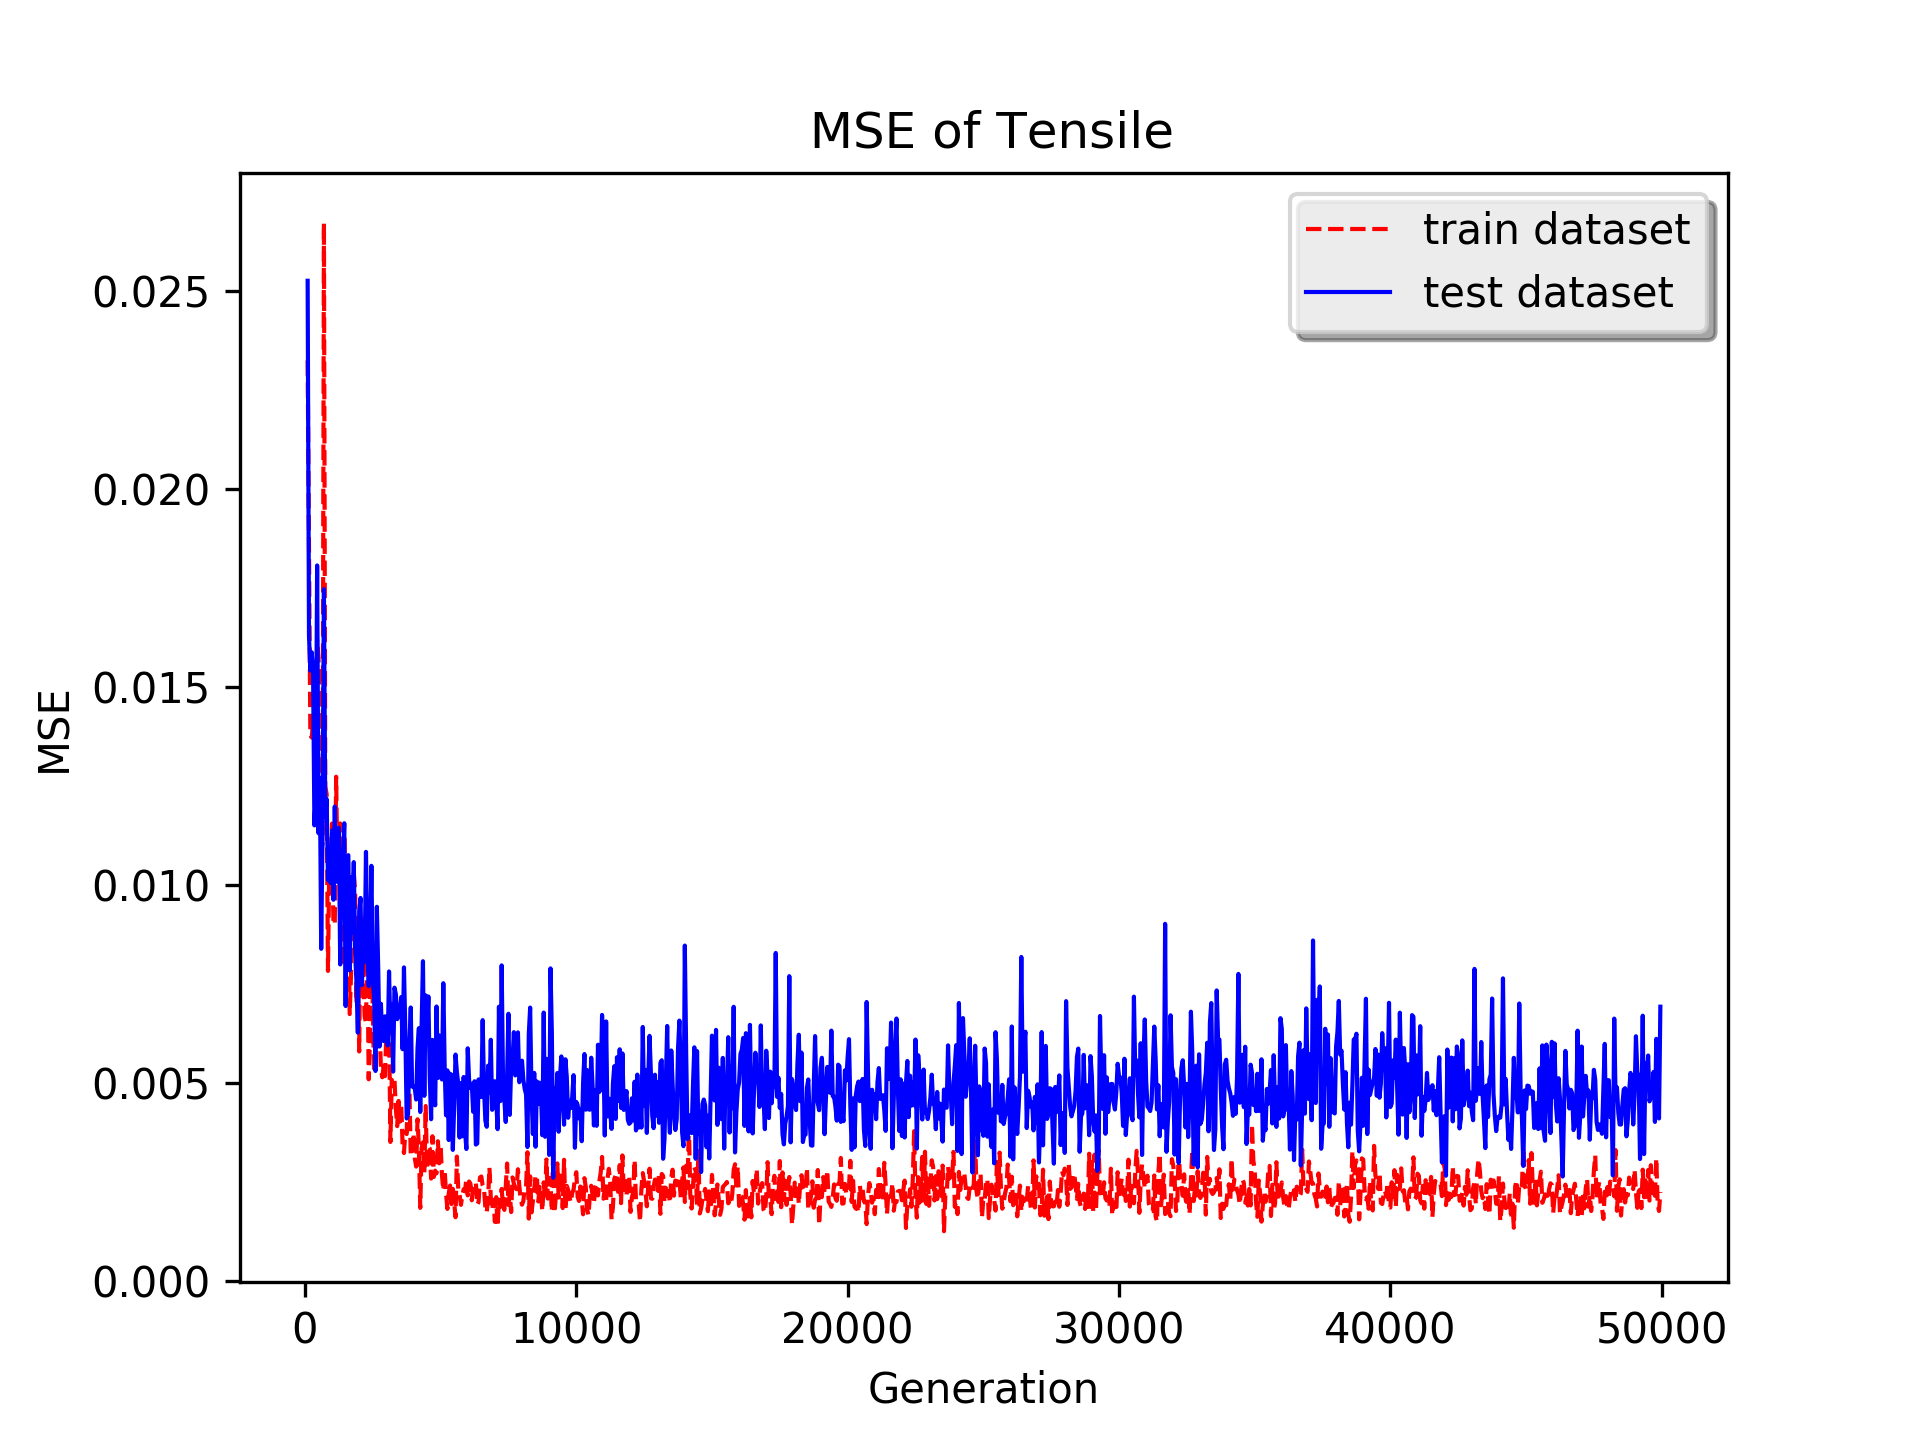 MSE of Tensile
train dataset
test dataset
0.025
0.020
0.015
0.010
0.005
0.000
MSE
0 10000 20000 30000 40000 50000
Generation